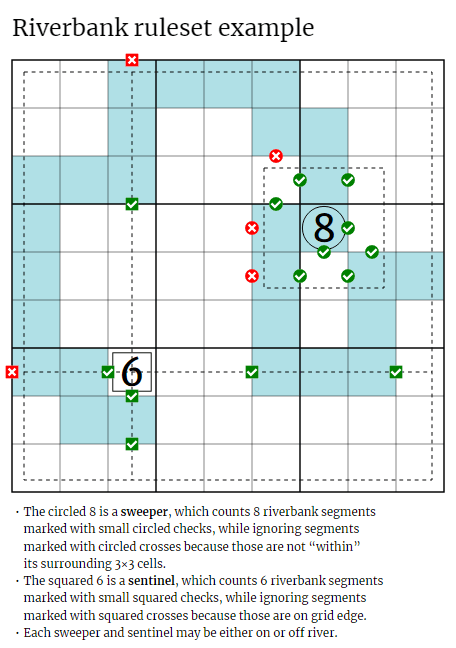 Riverbank ruleset example
8
6
· The circled 8 is a sweeper, which counts 8 riverbank segments
marked with small circled checks, while ignoring segments
marked with circled crosses because those are not “within”
its surrounding 3×3 cells.
· The squared 6 is a sentinel, which counts 6 riverbank segments
marked with small squared checks, while ignoring segments
marked with squared crosses because those are on grid edge.
· Each sweeper and sentinel may be either on or off river.